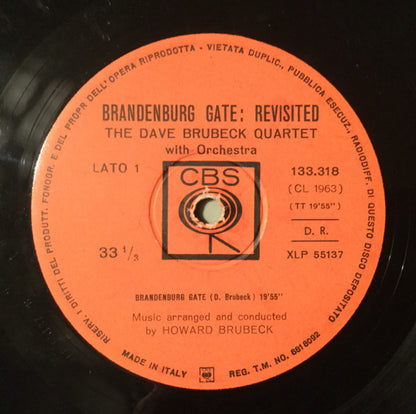 RISERV. I DIRITTI DEL PRODUTT. FONOGR. E DEL PROPR DELL'OPERA RIPRODOTTA - VIETATA DUPLIC., PUBBLICA ESECUZ., RADIODIFF. DI QUESTO DISCO DEPOSITATO
BRANDENBURG GATE: REVISITED
THE DAVE BRUBECK QUARTET
with Orchestra
LATO 1
CBS
133.318
(CL 1963)
(TT 19'55")
D. R.
33 1/3
XLP 55137
BRANDENBURG GATE (D. Brubeck) 19'55"
Music arranged and conducted
by HOWARD BRUBECK
MADE IN ITALY
REG. T.M. NO. 6618092